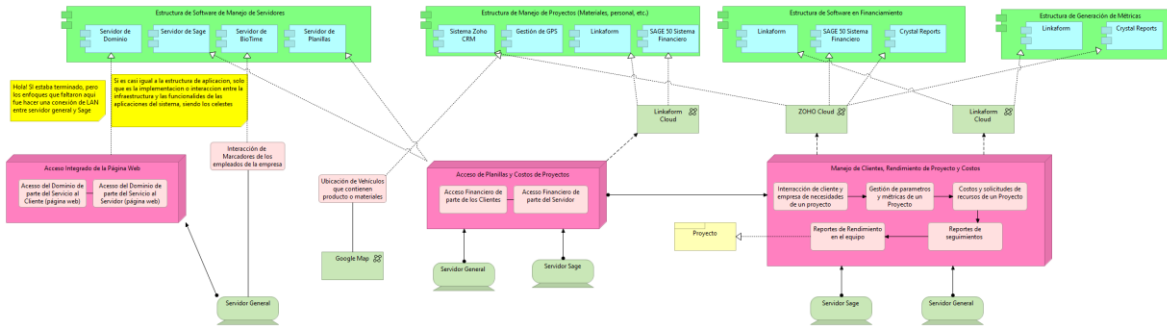 Estructura de Software de Manejo de Servidores
Servidor de
Dominio
Servidor de Sage
Servidor de
BioTime
Servidor de
Planillas
Estructura de Manejo de Proyectos (Materiales, personal, etc.)
Sistema Zoho
CRM
Gestión de GPS
Linkaform
SAGE 50 Sistema
Financiero
Estructura de Software en Financiamiento
Linkaform
SAGE 50 Sistema
Financiero
Crystal Reports
Estructura de Generación de Métricas
Linkaform
Crystal Reports
Hola! SI estaba terminado, pero
los enfoques que faltaron aquí
fue hacer una conexión de LAN
entre servidor general y Sage
Si es casi igual a la estructura de aplicacion, solo
que es la implementacion o interaccion entre la
infraestructura y las funcionalides de las
aplicaciones del sistema, siendo los celestes
Linkaform
Cloud
ZOHO Cloud
Linkaform
Cloud
Interacción de
Marcadores de los
empleados de la empresa
Acceso Integrado de la Página Web
Acesso del Dominio de
parte del Servicio al
Cliente (página web)
Acesso del Dominio de
parte del Servicio al
Servidor (página web)
Ubicación de Vehículos
que contienen
producto o materiales
Acceso de Planillas y Costos de Proyectos
Acceso Financiero de
parte de los Clientes
Acesso Financiero de
parte del Servidor
Manejo de Clientes, Rendimiento de Proyecto y Costos
Interacción de cliente y
empresa de necesidades
de un proyecto
Gestión de parametros
y métricas de un
Proyecto
Costos y solicitudes de
recursos de un Proyecto
Reportes de Rendimiento
en el equipo
Reportes de
seguimientos
Proyecto
Google Map
Servidor General
Servidor Sage
Servidor General
Servidor Sage
Servidor General